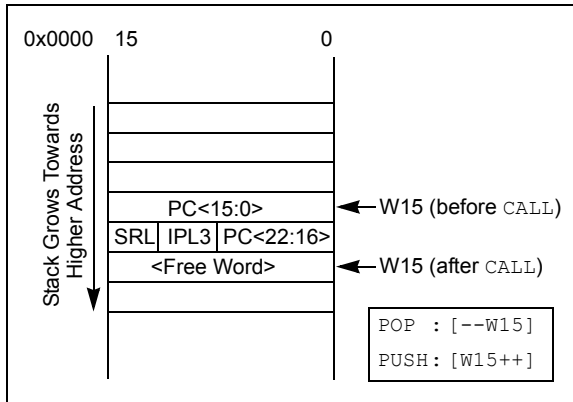 0x0000 15 0
Stack Grows Towards
Higher Address
PC<15:0>
W15 (before CALL)
SRL IPL3 PC<22:16>
<Free Word>
W15 (after CALL)
POP : [--W15]
PUSH: [W15++]